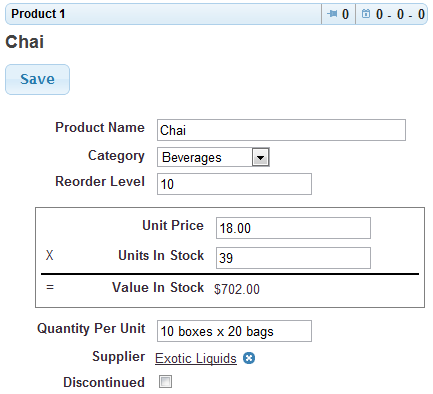 Product 1 0 0 - 0 - 0
Chai
Save
Product Name Chai
Category Beverages
Reorder Level 10
Unit Price 18.00
X Units In Stock 39
= Value In Stock $702.00
Quantity Per Unit 10 boxes x 20 bags
Supplier Exotic Liquids
Discontinued